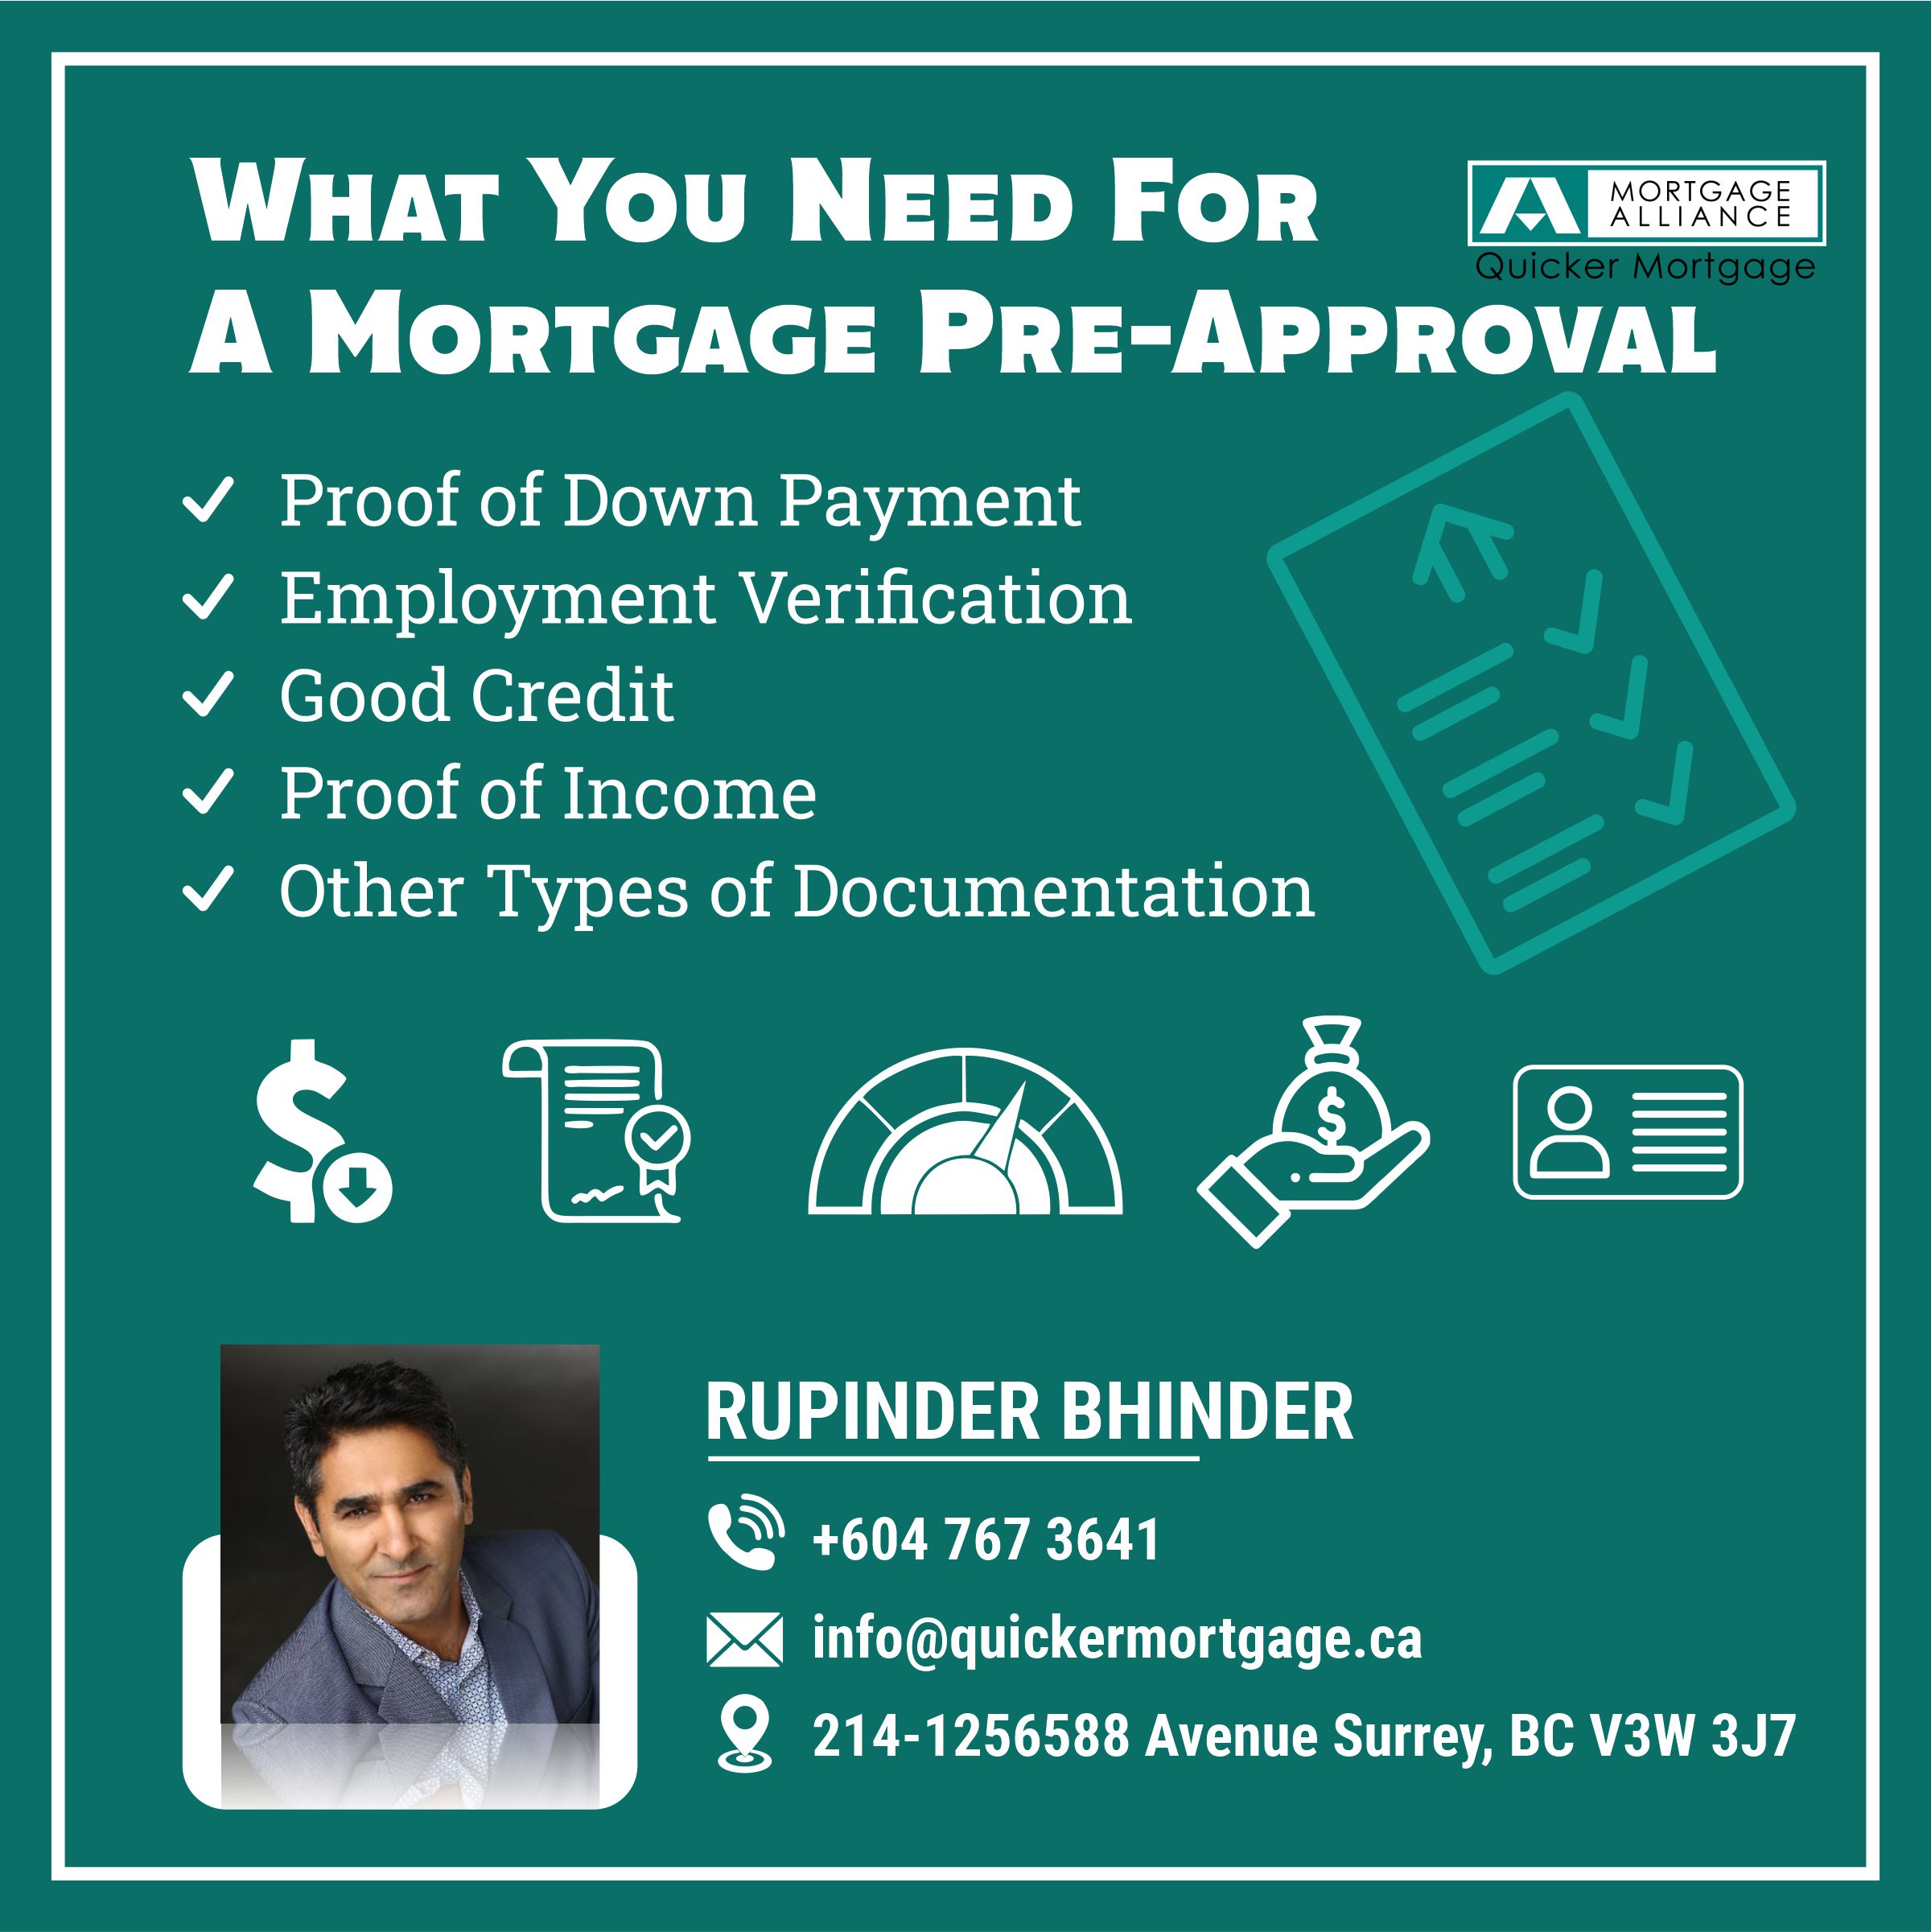 What You Need For
A Mortgage Pre-Approval
MORTGAGE
ALLIANCE
Quicker Mortgage
Proof of Down Payment
Employment Verification
Good Credit
Proof of Income
Other Types of Documentation
$
$
RUPINDER BHINDER
+604 767 3641
info@quickermortgage.ca
214-1256588 Avenue Surrey, BC V3W 3J7